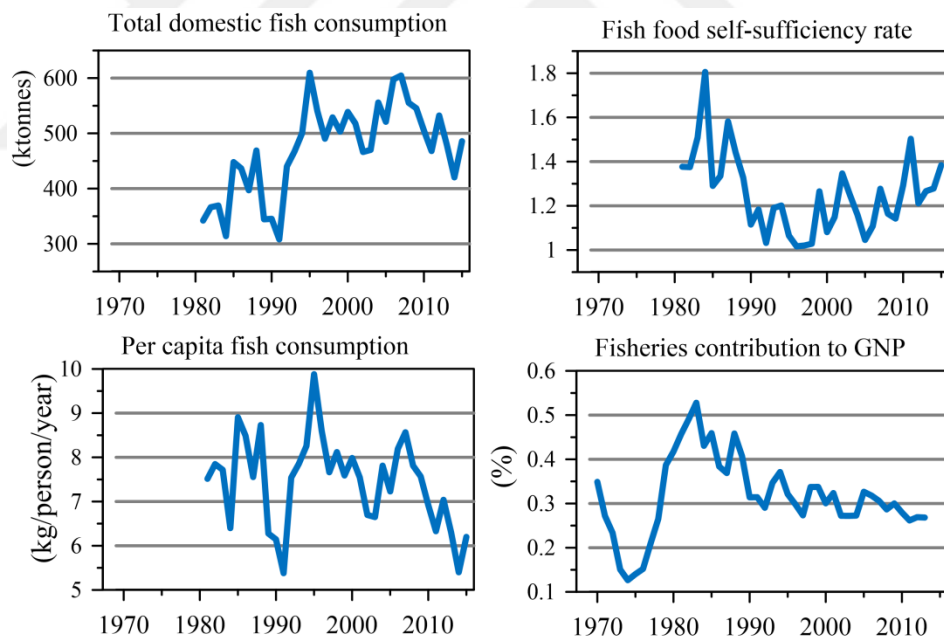 Total domestic fish consumption
(ktonnes)
600
500
400
300
1970 1980 1990 2000 2010
Fish food self-sufficiency rate
1.8
1.6
1.4
1.2
1
1970 1980 1990 2000 2010
Per capita fish consumption
(kg/person/year)
10
9
8
7
6
5
1970 1980 1990 2000 2010
Fisheries contribution to GNP
(%)
0.6
0.5
0.4
0.3
0.2
0.1
1970 1980 1990 2000 2010